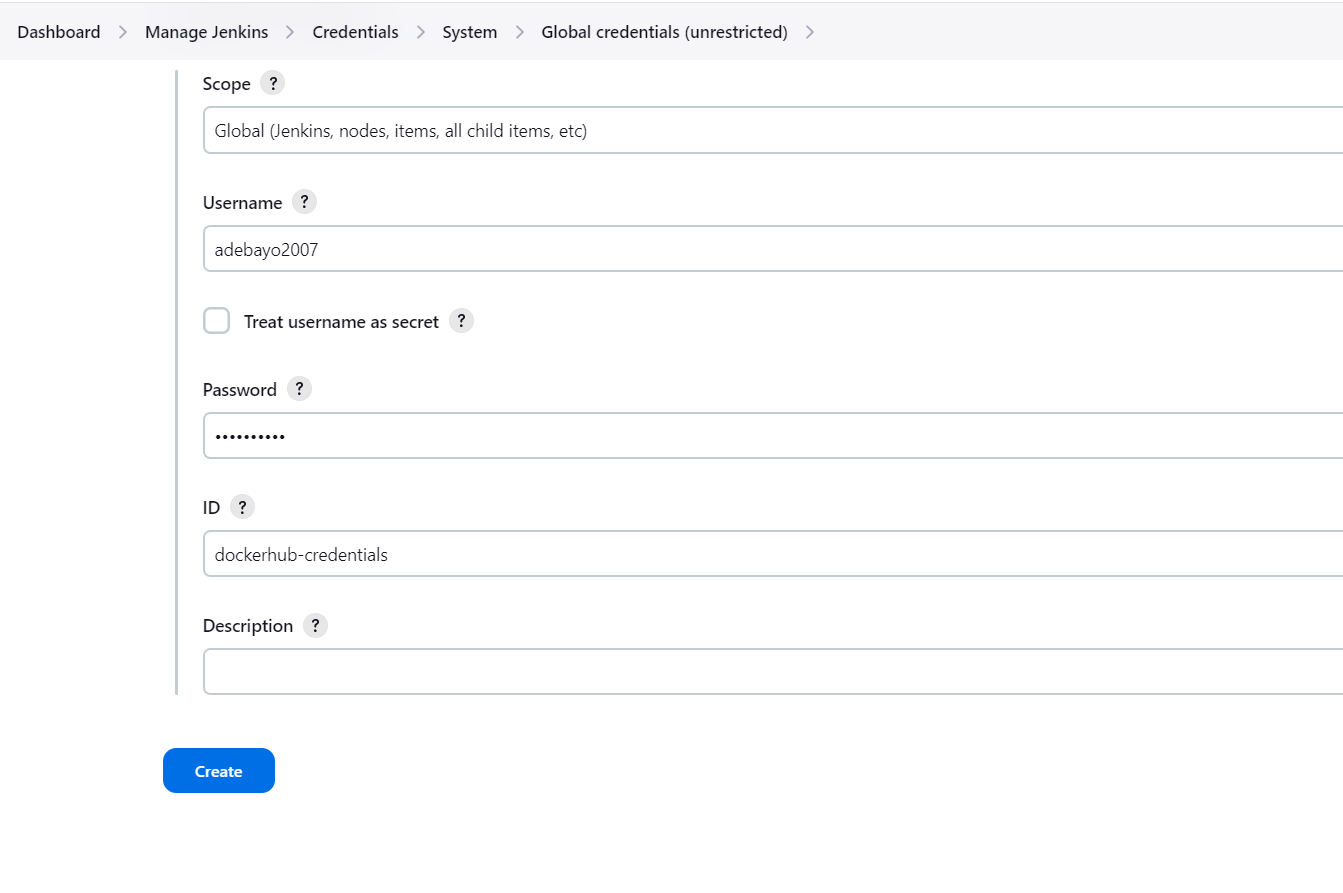 Dashboard > Manage Jenkins > Credentials > System > Global credentials (unrestricted) >
Scope ?
Global (Jenkins, nodes, items, all child items, etc)
Username ?
adebayo2007
Treat username as secret ?
Password ?
••••••••••
ID ?
dockerhub-credentials
Description ?
Create